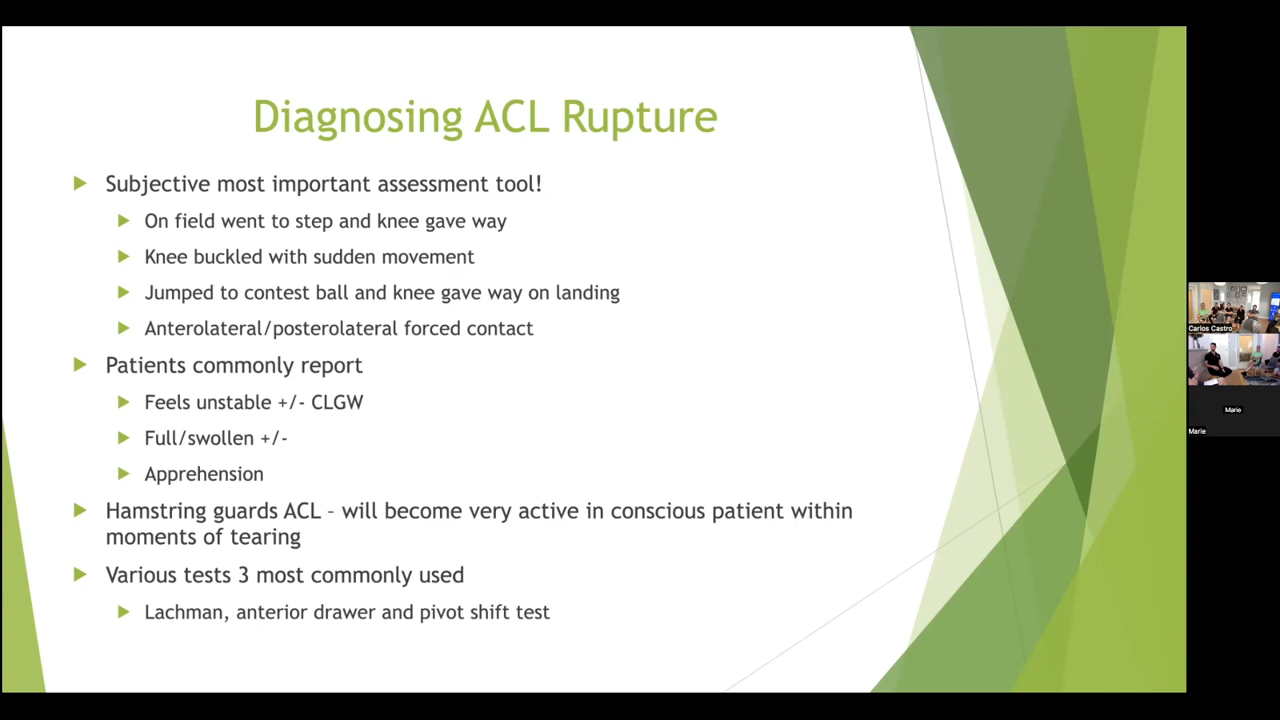 Diagnosing ACL Rupture
Subjective most important assessment tool!
On field went to step and knee gave way
Knee buckled with sudden movement
Jumped to contest ball and knee gave way on landing
Anterolateral/posterolateral forced contact
Patients commonly report
Feels unstable +/- CLGW
Full/swollen +/-
Apprehension
Hamstring guards ACL – will become very active in conscious patient within
moments of tearing
Various tests 3 most commonly used
Lachman, anterior drawer and pivot shift test
Carlos Castro
Marie
Marie